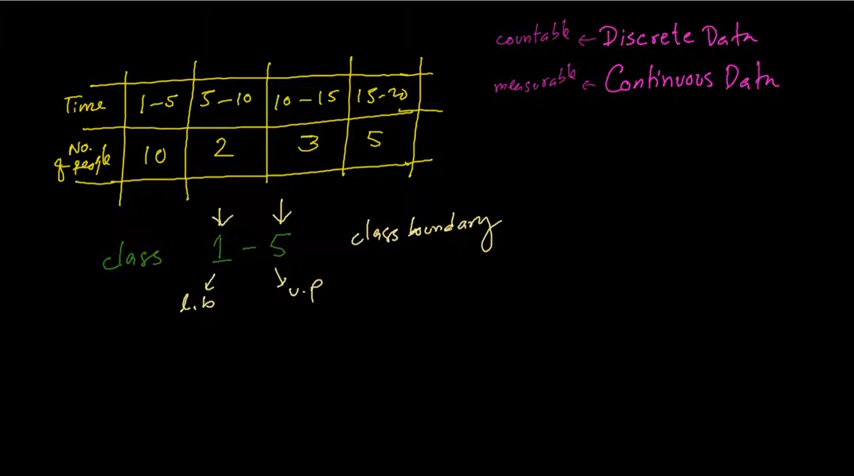 countable ← Discrete Data
measurable ← Continuous Data
Time 1-5 5-10 10-15 15-20
No. of people 10 2 3 5
class 1-5 class boundary
l.b u.p